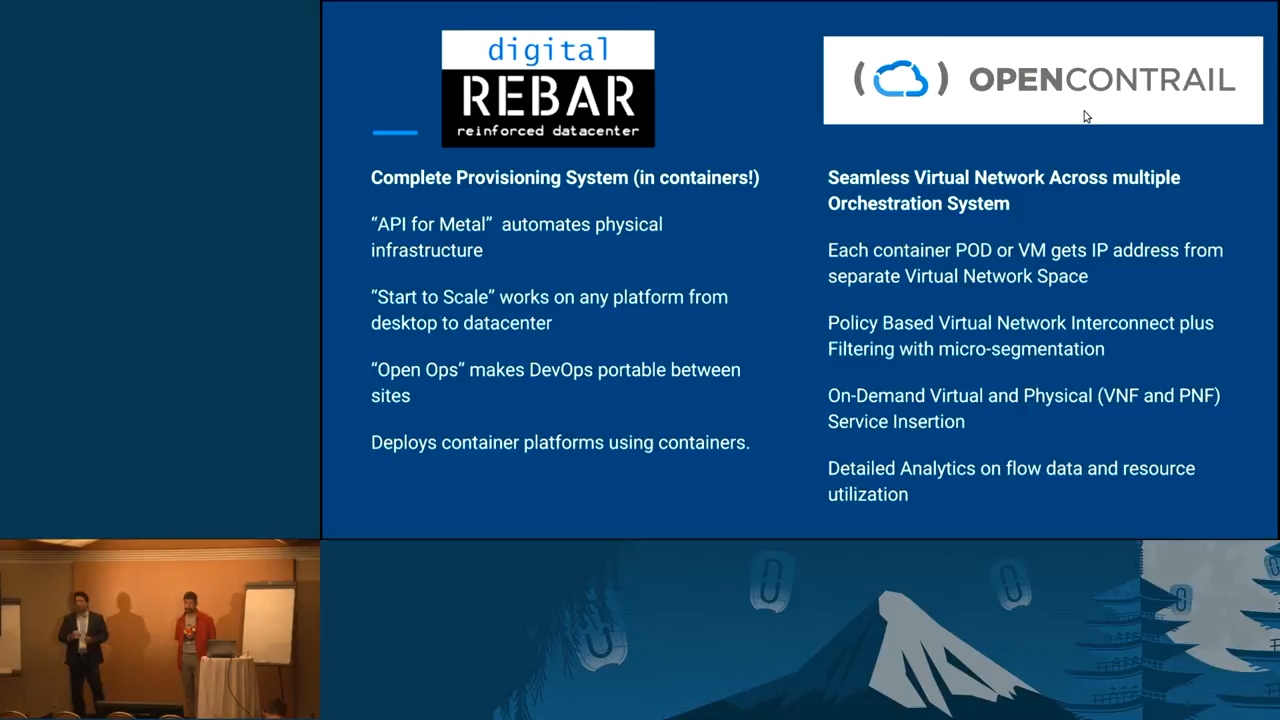 digital
REBAR
reinforced datacenter
Complete Provisioning System (in containers!)
“API for Metal”  automates physical
infrastructure
“Start to Scale” works on any platform from
desktop to datacenter
“Open Ops” makes DevOps portable between
sites
Deploys container platforms using containers.
OPENCONTRAIL
Seamless Virtual Network Across multiple
Orchestration System
Each container POD or VM gets IP address from
separate Virtual Network Space
Policy Based Virtual Network Interconnect plus
Filtering with micro-segmentation
On-Demand Virtual and Physical (VNF and PNF)
Service Insertion
Detailed Analytics on flow data and resource
utilization